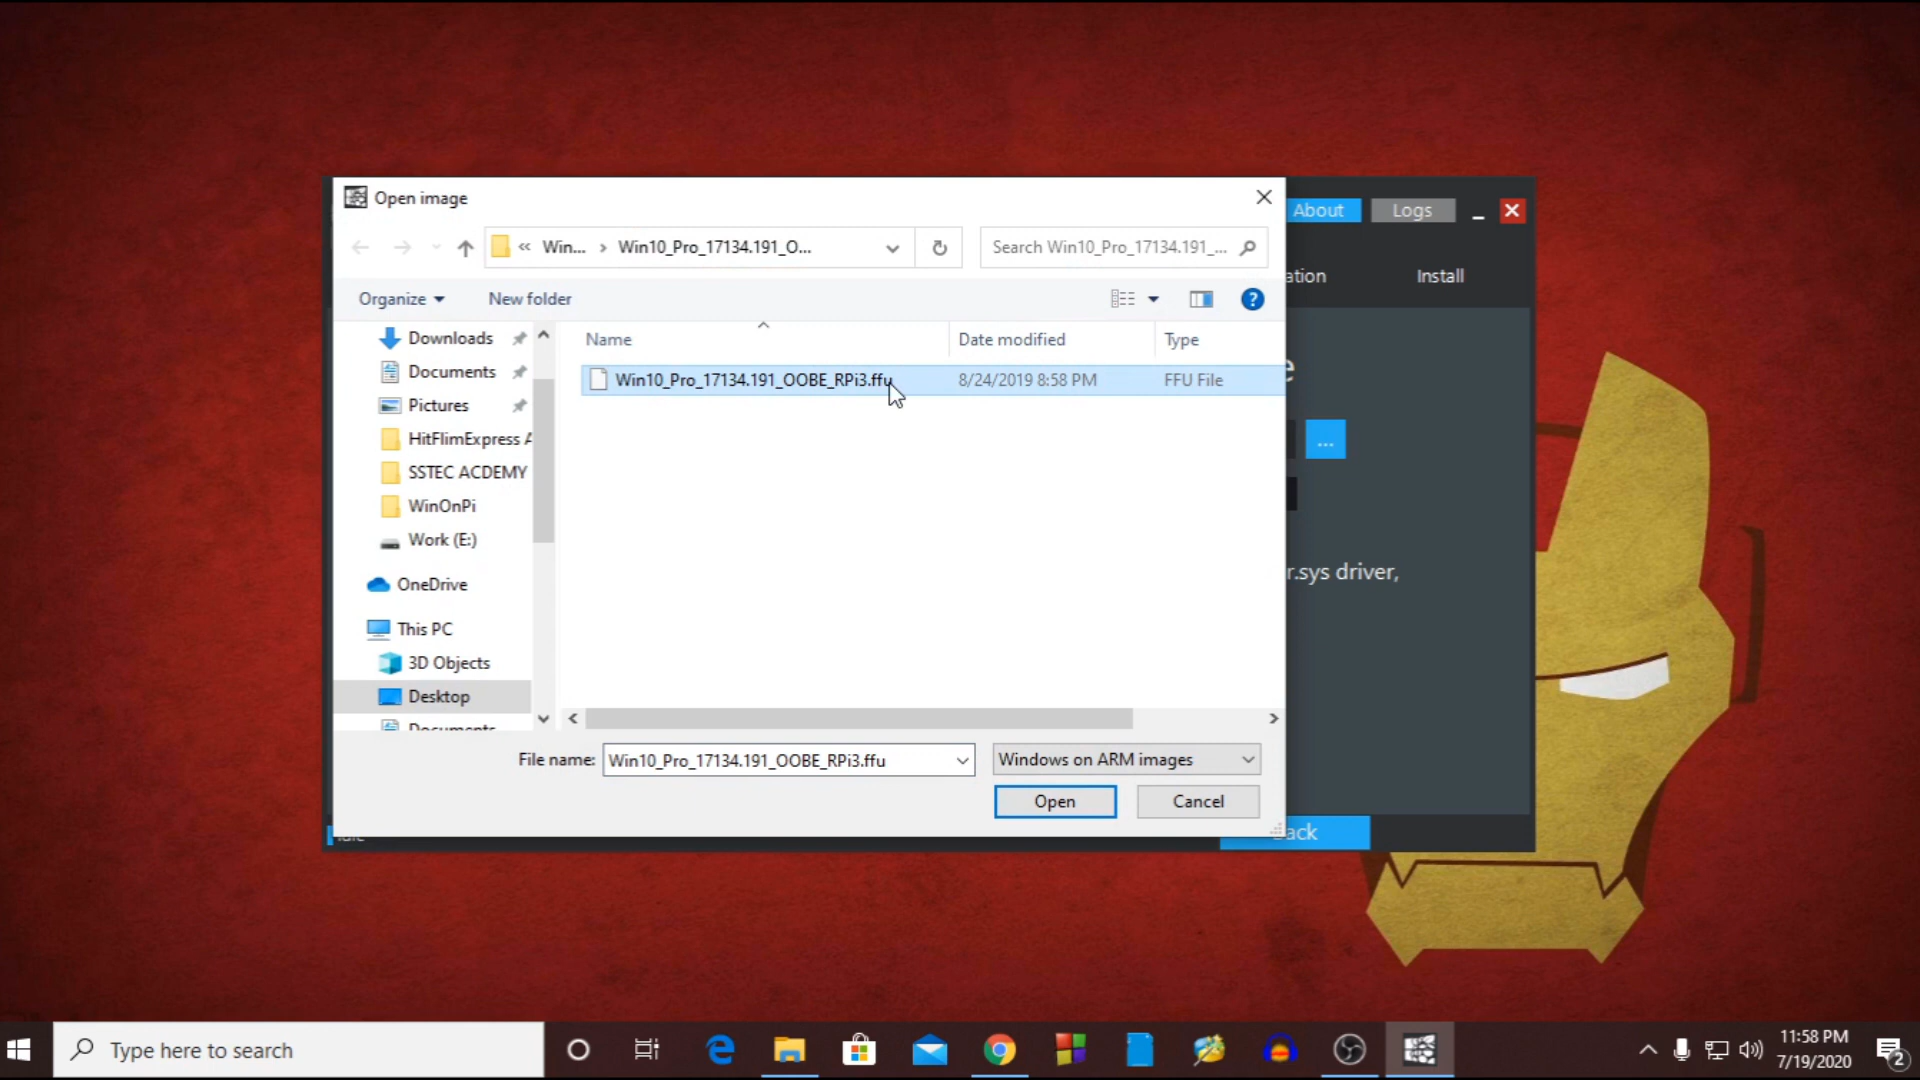 Open image
About
Logs
« Win... › Win10_Pro_17134.191_O...
Search Win10_Pro_17134.191_...
Install
Organize
New folder
Name
Date modified
Type
Downloads
Documents
Pictures
HitFlimExpress
SSTEC ACDEMY
WinOnPi
Work (E:)
OneDrive
This PC
3D Objects
Desktop
Documents
Win10_Pro_17134.191_OOBE_RPi3.ffu
8/24/2019 8:58 PM
FFU File
...
r.sys driver,
File name:
Win10_Pro_17134.191_OOBE_RPi3.ffu
Windows on ARM images
Open
Cancel
Type here to search
11:58 PM
7/19/2020
2